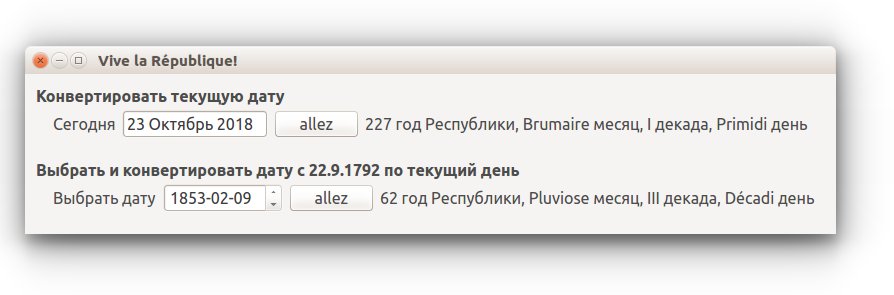 Vive la République!
Конвертировать текущую дату
Сегодня 23 Октябрь 2018 allez 227 год Республики, Brumaire месяц, I декада, Primidi день
Выбрать и конвертировать дату с 22.9.1792 по текущий день
Выбрать дату 1853-02-09 allez 62 год Республики, Pluviose месяц, III декада, Décadi день